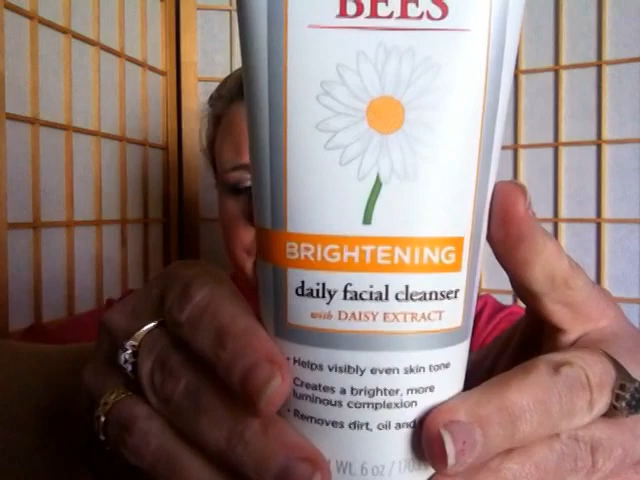 BEES
BRIGHTENING
daily facial cleanser
with DAISY EXTRACT
• Helps visibly even skin tone
Creates a brighter, more
luminous complexion
• Removes dirt, oil and
Wt. 6 oz / 170